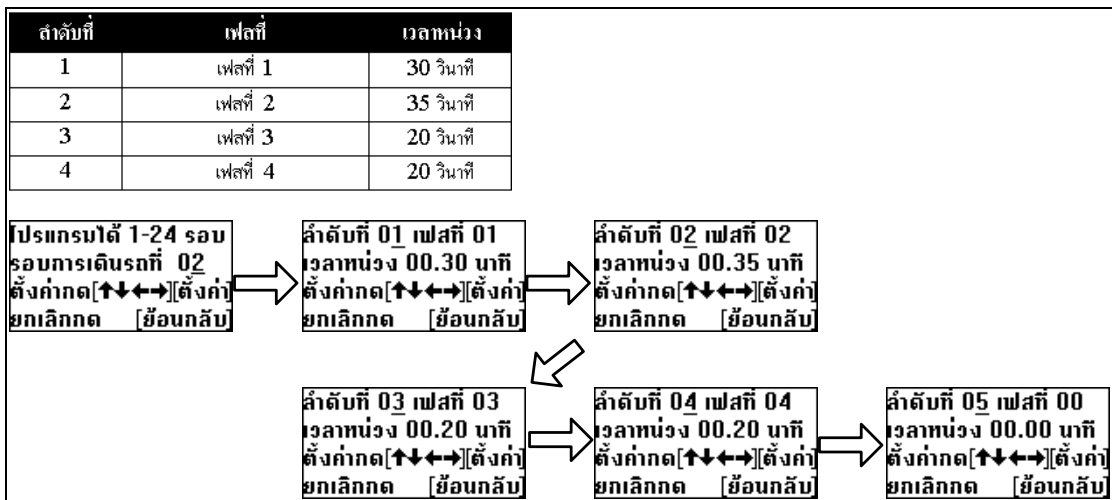 ลำดับที่ เฟสที่ เวลาหน่วง
1 เฟสที่ 1 30 วินาที
2 เฟสที่ 2 35 วินาที
3 เฟสที่ 3 20 วินาที
4 เฟสที่ 4 20 วินาที
โปรแกรมได้ 1-24 รอบ
รอบการเดินรถที่ 02
ตั้งค่ากด[↑↓←→][ตั้งค่า]
ยกเลิกกด [ย้อนกลับ]
ลำดับที่ 01 เฟสที่ 01
เวลาหน่วง 00.30 นาที
ตั้งค่ากด[↑↓←→][ตั้งค่า]
ยกเลิกกด [ย้อนกลับ]
ลำดับที่ 02 เฟสที่ 02
เวลาหน่วง 00.35 นาที
ตั้งค่ากด[↑↓←→][ตั้งค่า]
ยกเลิกกด [ย้อนกลับ]
ลำดับที่ 03 เฟสที่ 03
เวลาหน่วง 00.20 นาที
ตั้งค่ากด[↑↓←→][ตั้งค่า]
ยกเลิกกด [ย้อนกลับ]
ลำดับที่ 04 เฟสที่ 04
เวลาหน่วง 00.20 นาที
ตั้งค่ากด[↑↓←→][ตั้งค่า]
ยกเลิกกด [ย้อนกลับ]
ลำดับที่ 05 เฟสที่ 00
เวลาหน่วง 00.00 นาที
ตั้งค่ากด[↑↓←→][ตั้งค่า]
ยกเลิกกด [ย้อนกลับ]